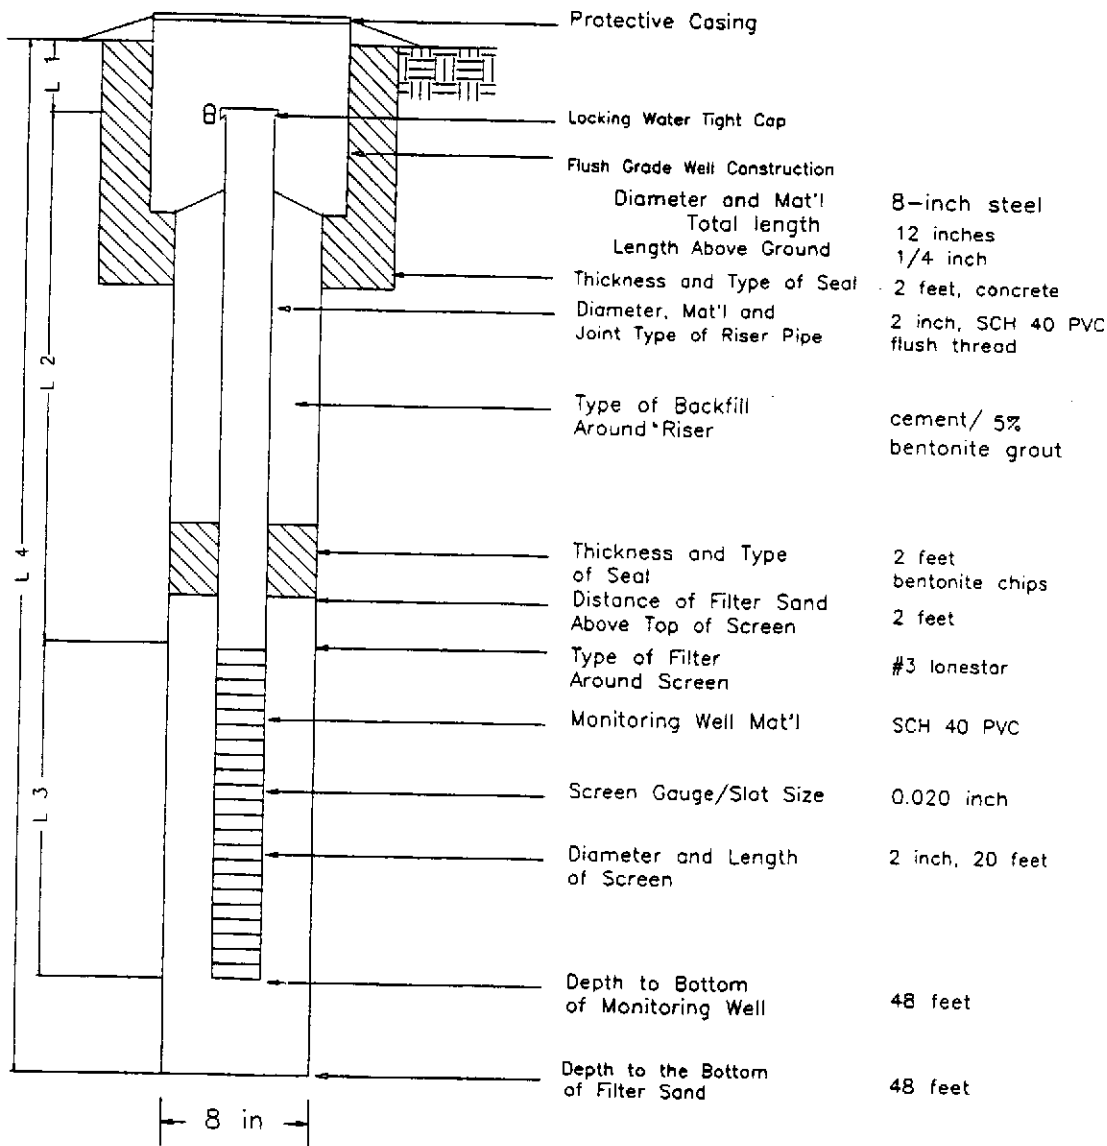 Protective Casing
L 1
Locking Water Tight Cap
Flush Grade Well Construction
Diameter and Mat'l 8-inch steel
Total length 12 inches
Length Above Ground 1/4 inch
Thickness and Type of Seal 2 feet, concrete
Diameter, Mat'l and 2 inch, SCH 40 PVC
Joint Type of Riser Pipe flush thread
L 2
Type of Backfill cement/ 5%
Around Riser bentonite grout
L 4
Thickness and Type 2 feet
of Seal bentonite chips
Distance of Filter Sand
Above Top of Screen 2 feet
Type of Filter #3 lonestar
Around Screen
Monitoring Well Mat'l SCH 40 PVC
L 3
Screen Gauge/Slot Size 0.020 inch
Diameter and Length 2 inch, 20 feet
of Screen
Depth to Bottom
of Monitoring Well 48 feet
Depth to the Bottom
of Filter Sand 48 feet
8 in